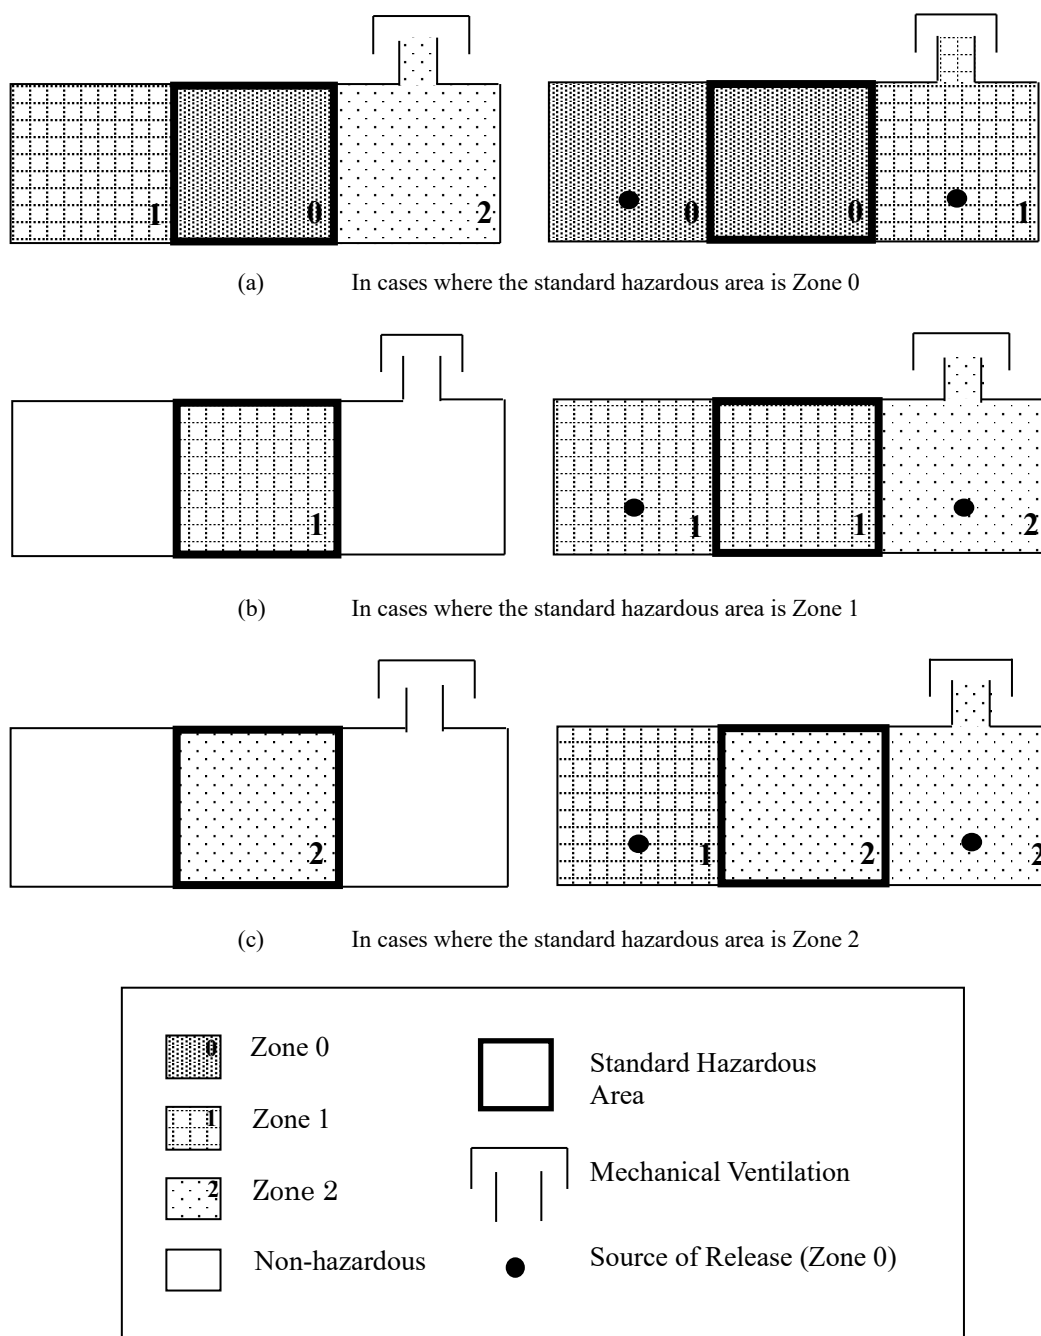 1 0 2 0 0 1
(a) In cases where the standard hazardous area is Zone 0
1 1 1 2
(b) In cases where the standard hazardous area is Zone 1
2 1 2 2
(c) In cases where the standard hazardous area is Zone 2
0 Zone 0
Standard Hazardous
Area
1 Zone 1
Mechanical Ventilation
2 Zone 2
Non-hazardous
Source of Release (Zone 0)